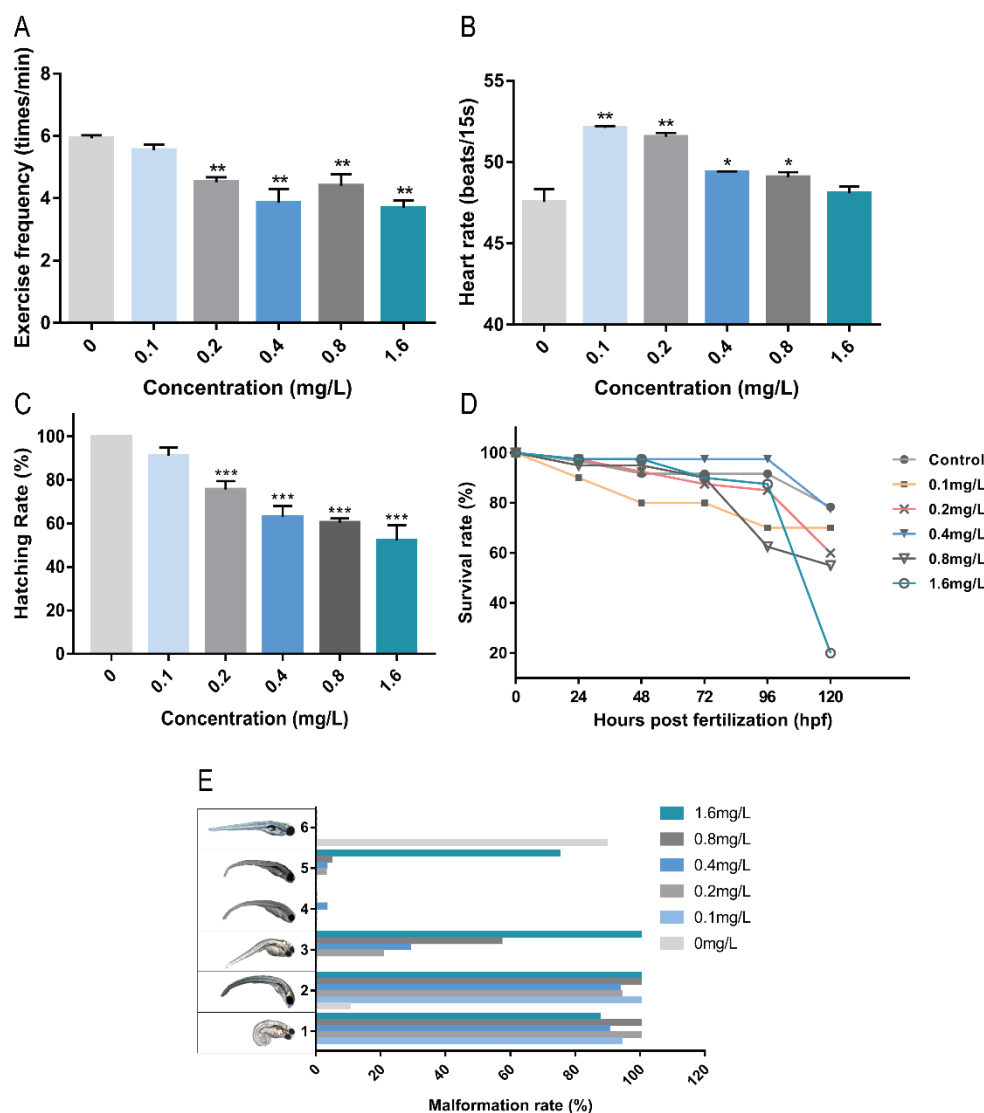 A
Exercise frequency (times/min)
8
6
4
2
0
** ** ** **
0 0.1 0.2 0.4 0.8 1.6
Concentration (mg/L)
B
Heart rate (beats/15s)
55
50
45
40
** ** * *
0 0.1 0.2 0.4 0.8 1.6
Concentration (mg/L)
C
Hatching Rate (%)
100
80
60
40
20
0
*** *** *** ***
0 0.1 0.2 0.4 0.8 1.6
Concentration (mg/L)
D
Survival rate (%)
100
80
60
40
20
0 24 48 72 96 120
Hours post fertilization (hpf)
Control
0.1mg/L
0.2mg/L
0.4mg/L
0.8mg/L
1.6mg/L
E
6
5
4
3
2
1
0 20 40 60 80 100 120
Malformation rate (%)
1.6mg/L
0.8mg/L
0.4mg/L
0.2mg/L
0.1mg/L
0mg/L